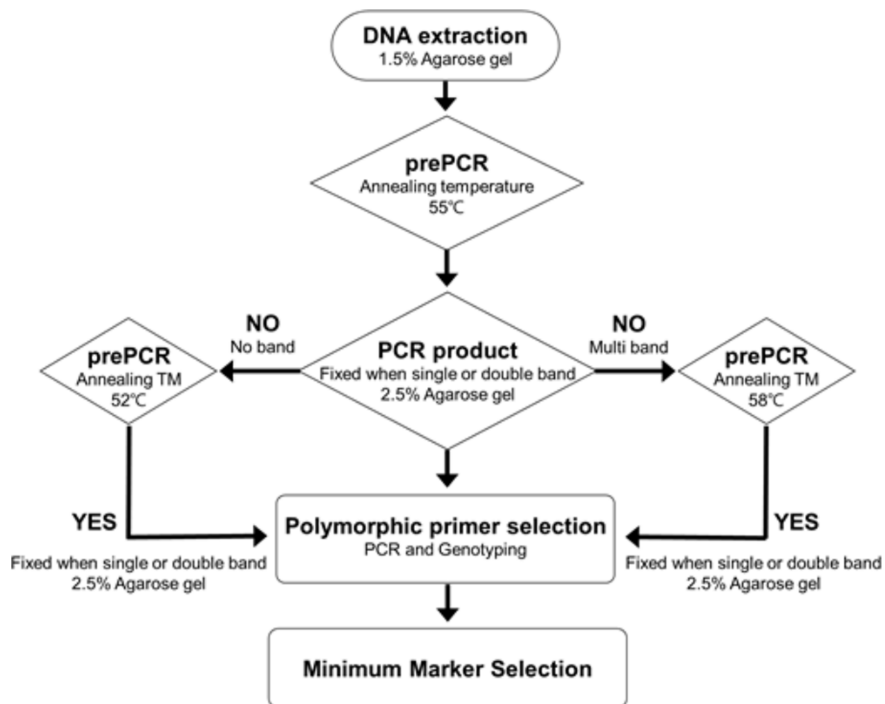 DNA extraction
1.5% Agarose gel
prePCR
Annealing temperature
55℃
NO
No band
PCR product
Fixed when single or double band
2.5% Agarose gel
NO
Multi band
prePCR
Annealing TM
52℃
prePCR
Annealing TM
58℃
YES
Fixed when single or double band
2.5% Agarose gel
Polymorphic primer selection
PCR and Genotyping
YES
Fixed when single or double band
2.5% Agarose gel
Minimum Marker Selection